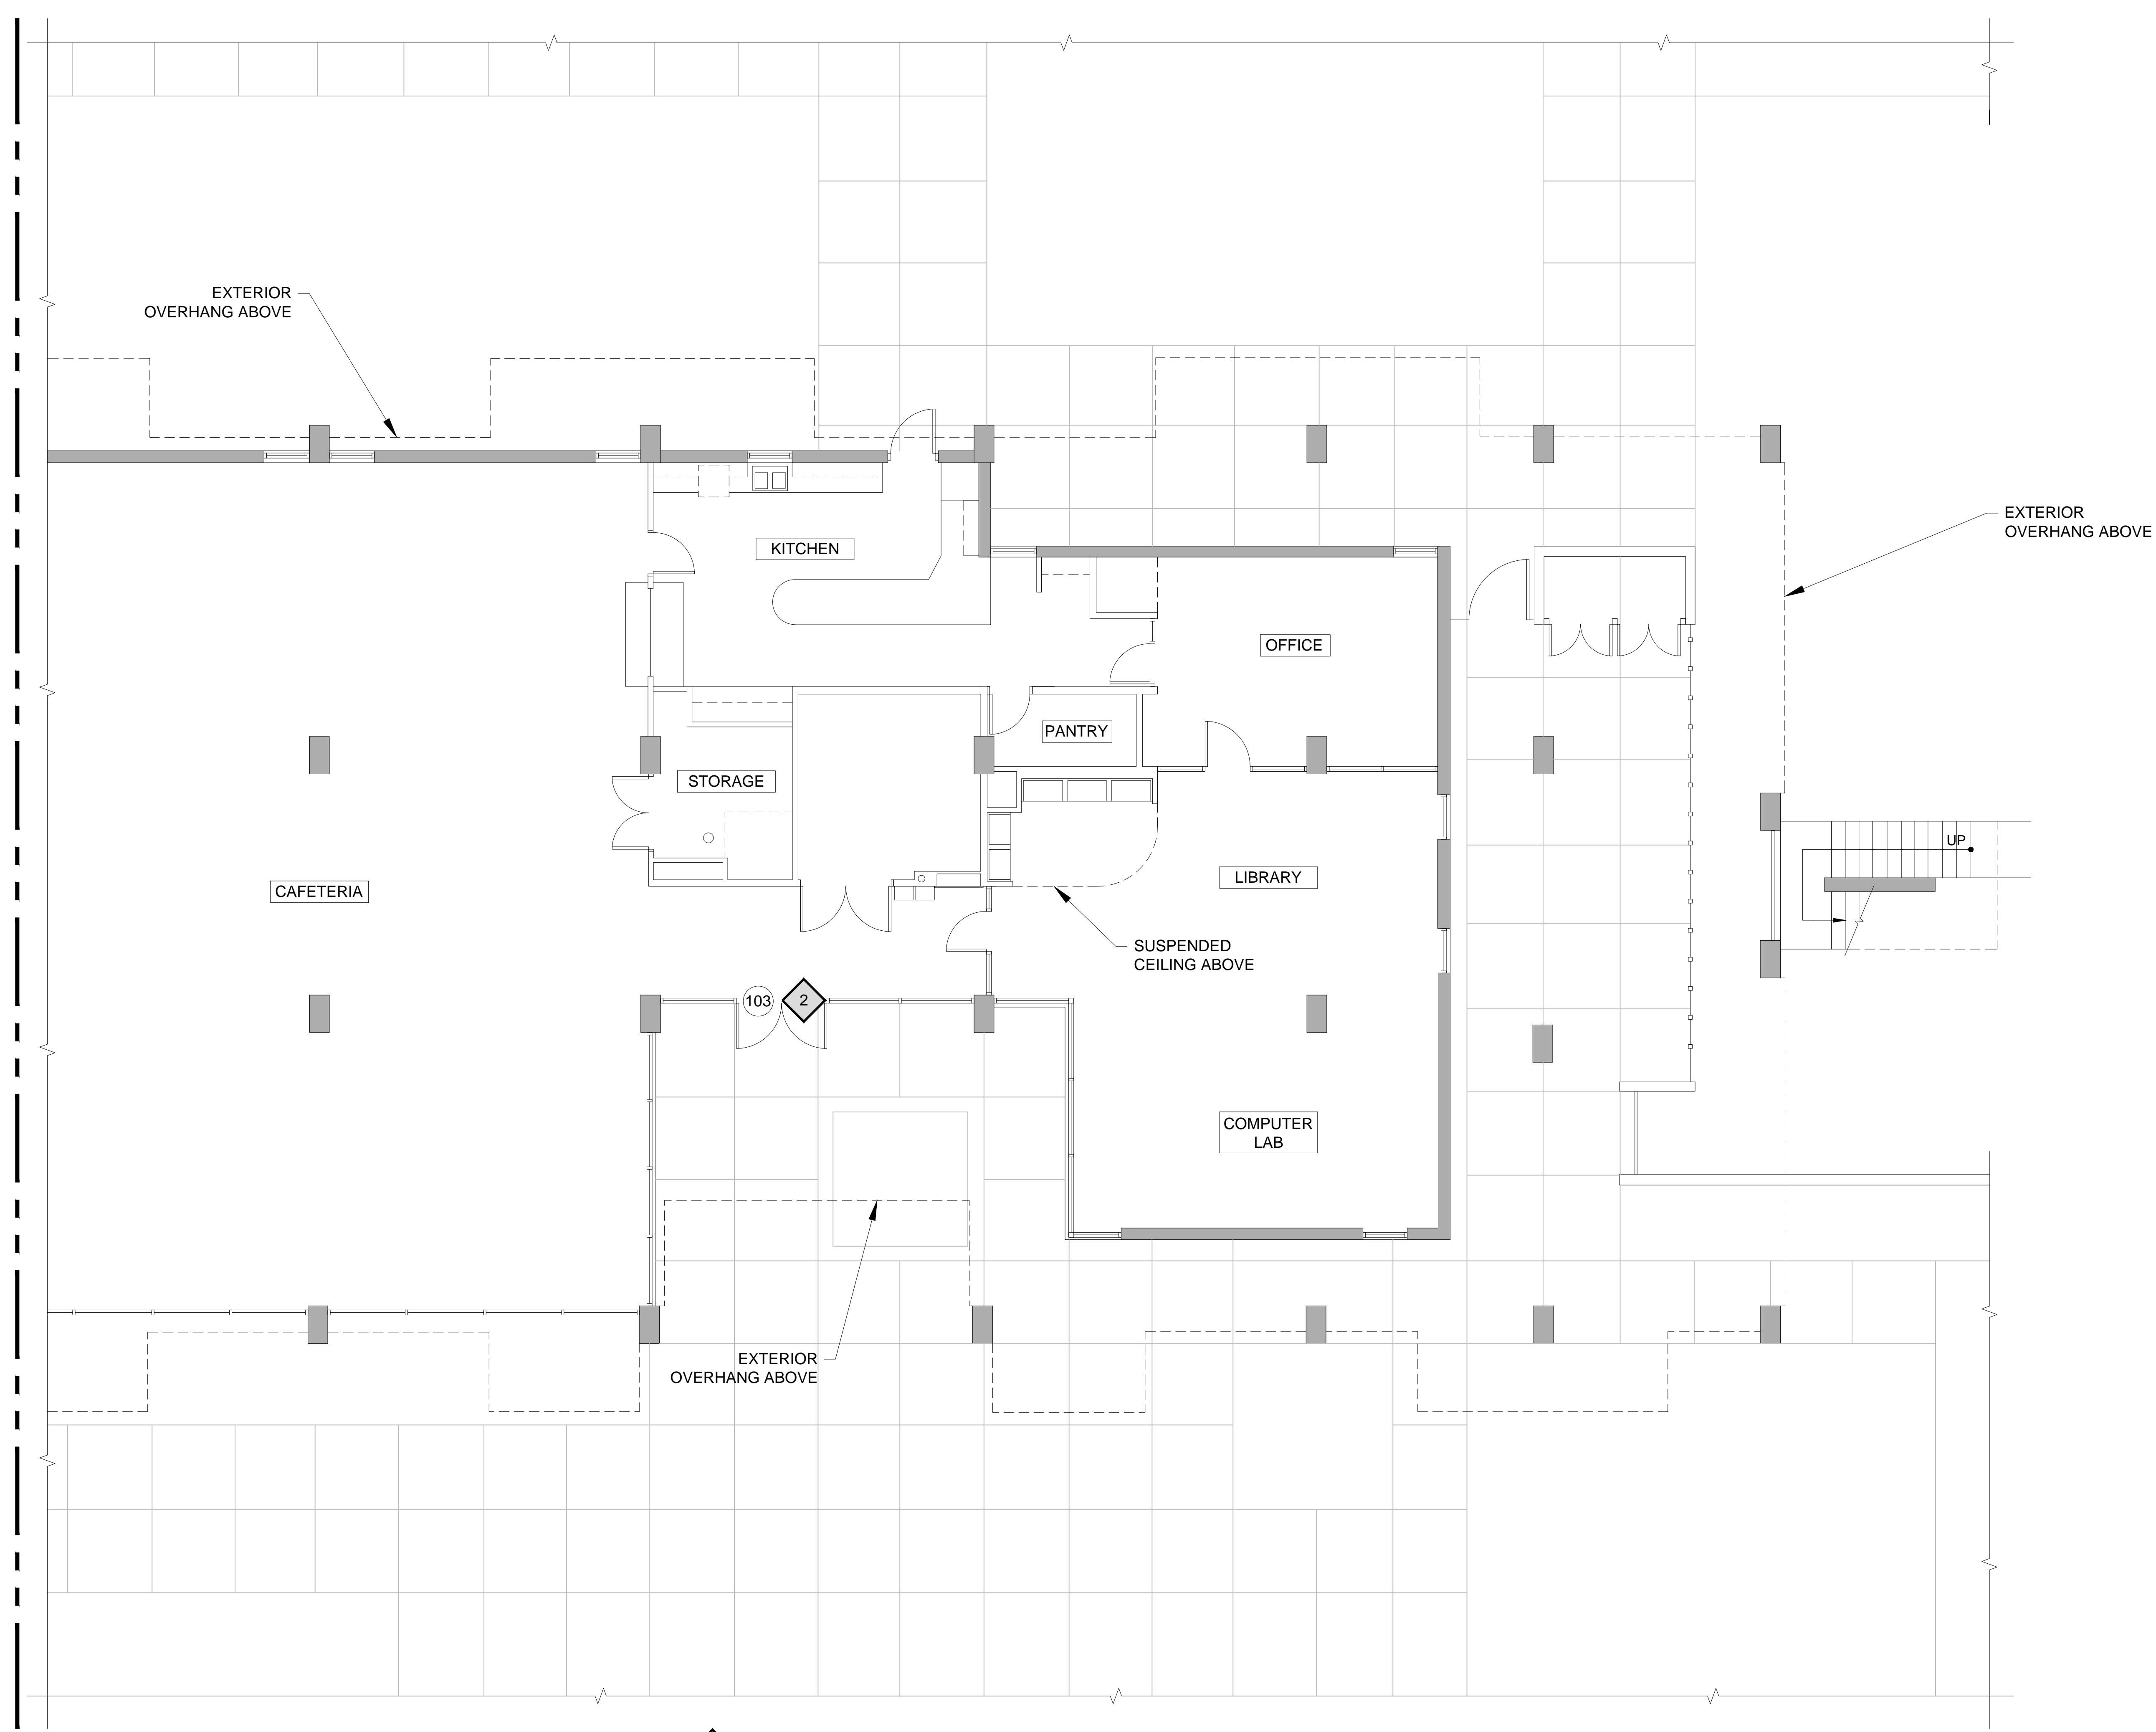 EXTERIOR
OVERHANG ABOVE
EXTERIOR
OVERHANG ABOVE
KITCHEN
OFFICE
PANTRY
STORAGE
UP
CAFETERIA
LIBRARY
SUSPENDED
CEILING ABOVE
103
2
COMPUTER
LAB
EXTERIOR
OVERHANG ABOVE